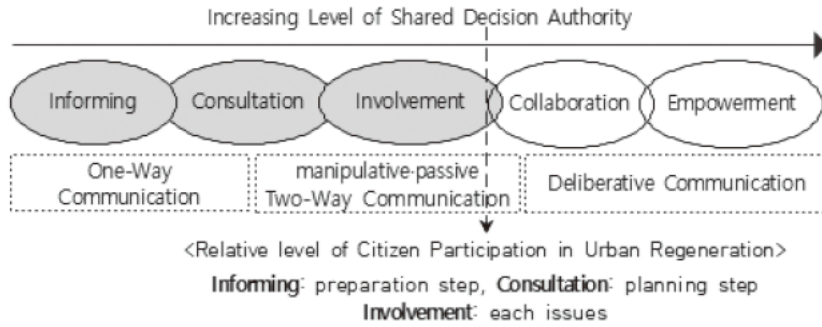 Increasing Level of Shared Decision Authority
Informing Consultation Involvement Collaboration Empowerment
One-Way
Communication
manipulative·passive
Two-Way Communication
Deliberative Communication
<Relative level of Citizen Participation in Urban Regeneration>
Informing: preparation step, Consultation: planning step
Involvement: each issues